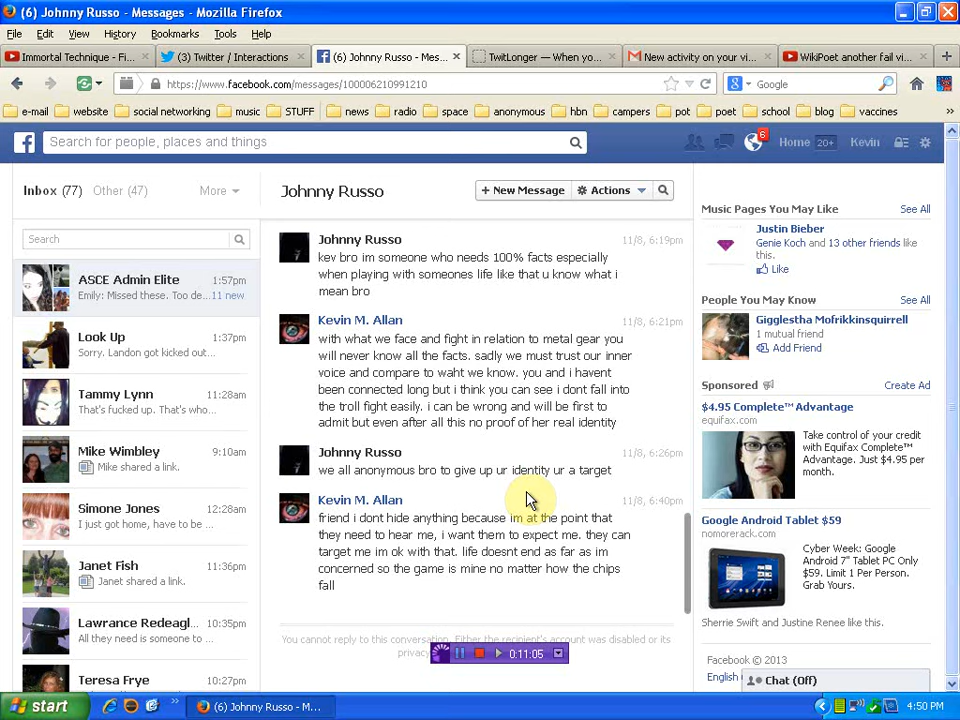 (6) Johnny Russo - Messages - Mozilla Firefox
File Edit View History Bookmarks Tools Help
Immortal Technique - Fi...
(3) Twitter / Interactions
(6) Johnny Russo - Mes...
TwitLonger — When yo...
New activity on your vi...
WikiPoet another fail vi...
https://www.facebook.com/messages/100006210991210
Google
e-mail website social networking music STUFF news radio space anonymous hbn campers pot poet school blog vaccines
Search for people, places and things
6
Home 20+ Kevin
Inbox (77) Other (47) More
Search
ASCE Admin Elite 1:57pm
Emily: Missed these. Too de... 11 new
Look Up 1:37pm
Sorry. Landon got kicked out...
Tammy Lynn 11:28am
That's fucked up. That's who...
Mike Wimbley 9:10am
Mike shared a link.
Simone Jones 12:28am
I just got home, have to be ...
Janet Fish 11:36pm
Janet shared a link.
Lawrance Redeagl... 10:35pm
All they need is someone to ...
Teresa Frye 10:27pm
Johnny Russo
+ New Message Actions
Johnny Russo 11/8, 6:19pm
kev bro im someone who needs 100% facts especially
when playing with someones life like that u know what i
mean bro
Kevin M. Allan 11/8, 6:21pm
with what we face and fight in relation to metal gear you
will never know all the facts. sadly we must trust our inner
voice and compare to waht we know. you and i havent
been connected long but i think you can see i dont fall into
the troll fight easily. i can be wrong and will be first to
admit but even after all this no proof of her real identity
Johnny Russo 11/8, 6:26pm
we all anonymous bro to give up ur identity ur a target
Kevin M. Allan 11/8, 6:40pm
friend i dont hide anything because im at the point that
they need to hear me, i want them to expect me. they can
target me im ok with that. life doesnt end as far as im
concerned so the game is mine no matter how the chips
fall
You cannot reply to this conversation. Either the recipient's account was disabled or its
privac
0:11:05
Music Pages You May Like See All
Justin Bieber
Genie Koch and 13 other friends like
this.
Like
People You May Know See All
Gigglestha Mofrikkinsquirrell
1 mutual friend
Add Friend
Sponsored Create Ad
$4.95 Complete™ Advantage
equifax.com
Take control of your
credit with
Equifax Complete™
Advantage. Just $4.95 per
month.
Google Android Tablet $59
nomorerack.com
Cyber Week: Google
Android 7" Tablet PC Only
$59. Limit 1 Per Person.
Grab Yours.
Sherrie Swift and Justine Renee like this.
Facebook © 2013
English
Chat (Off)
start
(6) Johnny Russo - M...
4:50 PM